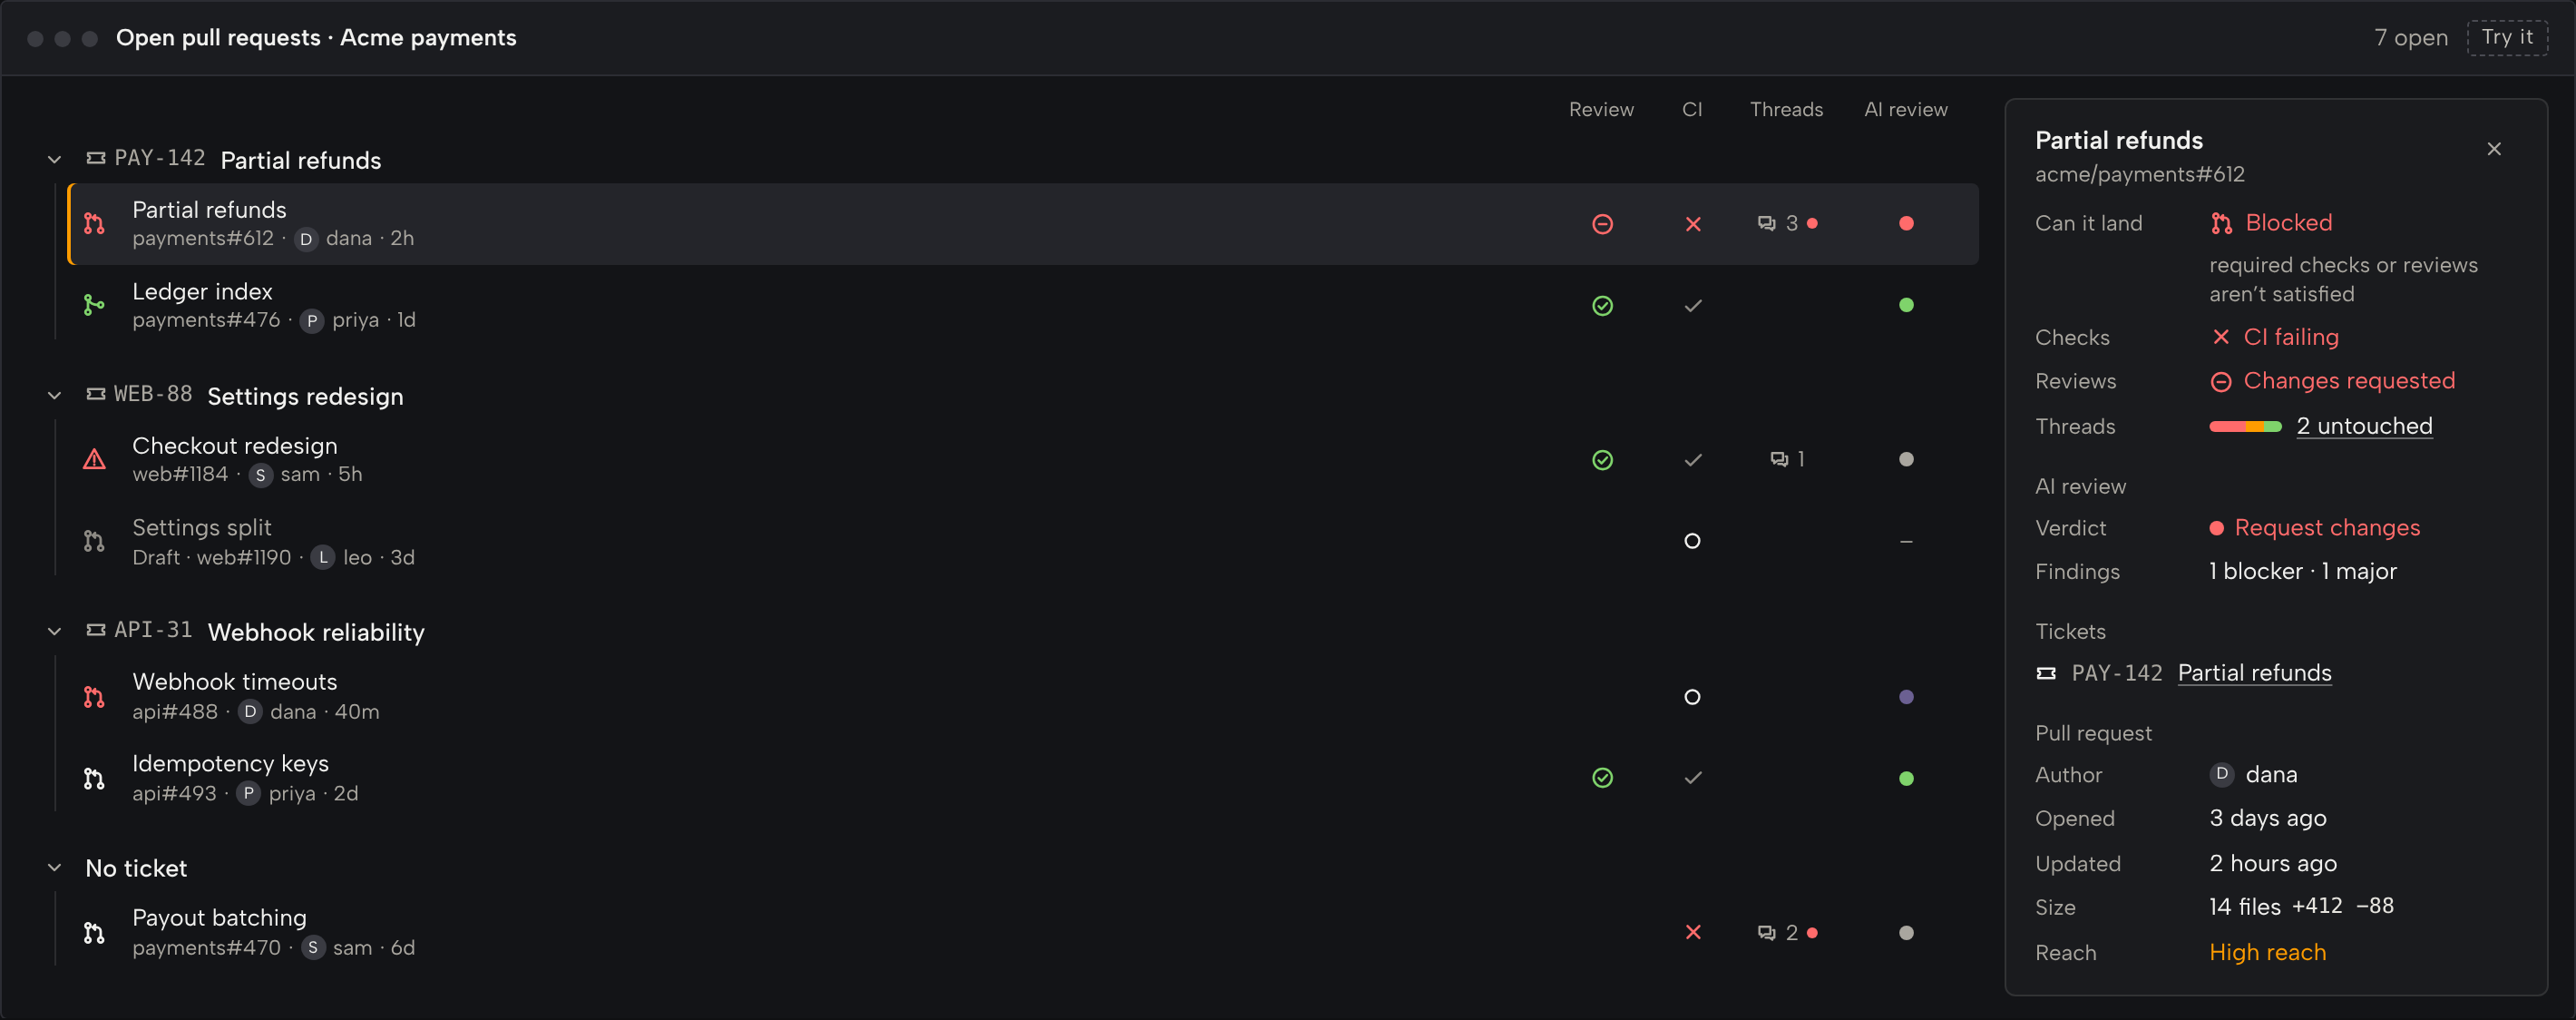 Open pull requests · Acme payments
7 open
Try it
Review CI Threads AI review
PAY-142 Partial refunds
Partial refunds
payments#612 · D dana · 2h
3
Ledger index
payments#476 · P priya · 1d
WEB-88 Settings redesign
Checkout redesign
web#1184 · S sam · 5h
1
Settings split
Draft · web#1190 · L leo · 3d
–
API-31 Webhook reliability
Webhook timeouts
api#488 · D dana · 40m
Idempotency keys
api#493 · P priya · 2d
No ticket
Payout batching
payments#470 · S sam · 6d
2
Partial refunds
acme/payments#612
Can it land Blocked
required checks or reviews
aren’t satisfied
Checks CI failing
Reviews Changes requested
Threads 2 untouched
AI review
Verdict Request changes
Findings 1 blocker · 1 major
Tickets
PAY-142 Partial refunds
Pull request
Author D dana
Opened 3 days ago
Updated 2 hours ago
Size 14 files +412 −88
Reach High reach